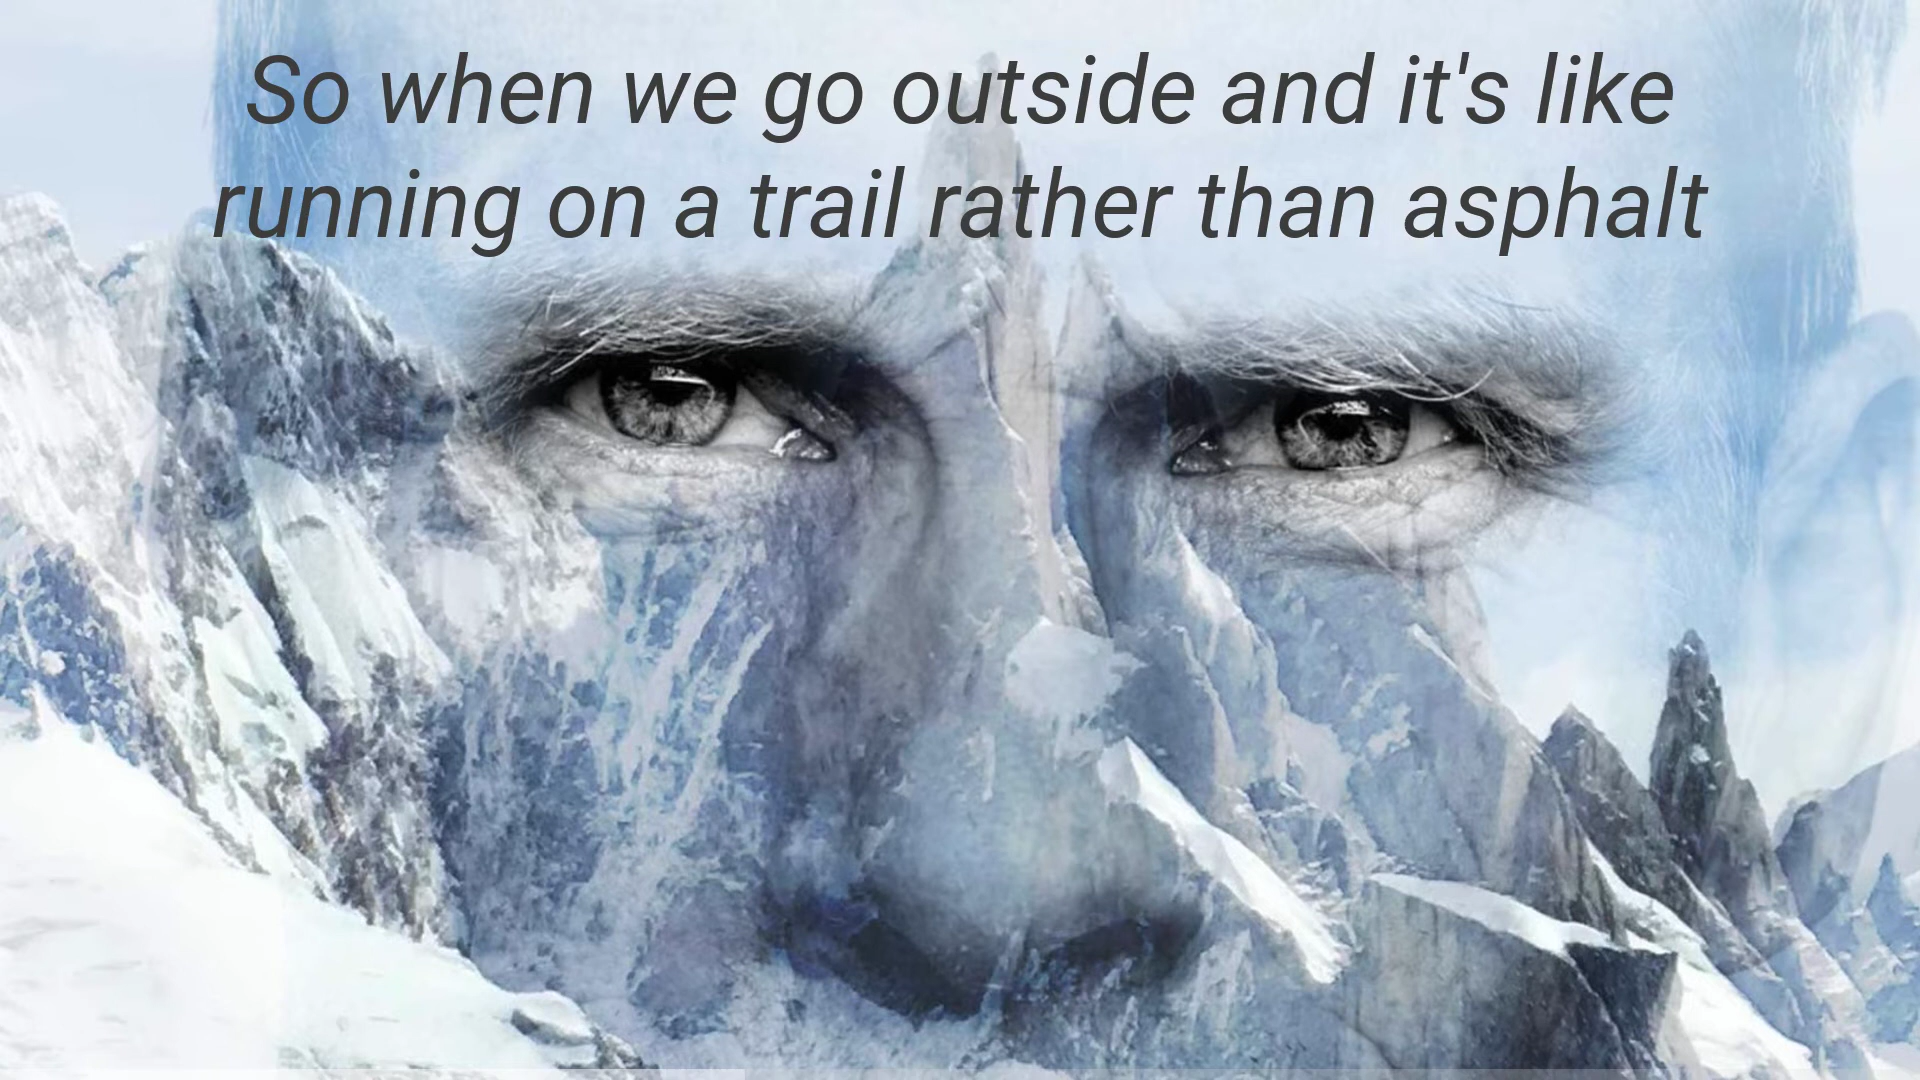 So when we go outside and it's like
running on a trail rather than asphalt